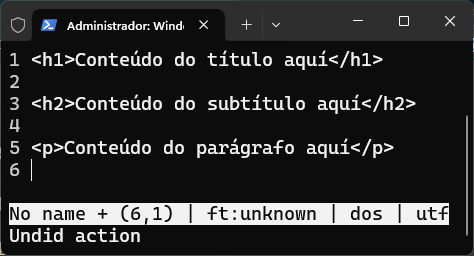 Administrador: Windo
1 <h1>Conteúdo do título aquí</h1>
2
3 <h2>Conteúdo do subtítulo aquí</h2>
4
5 <p>Conteúdo do parágrafo aquí</p>
6
No name + (6,1) | ft:unknown | dos | utf
Undid action